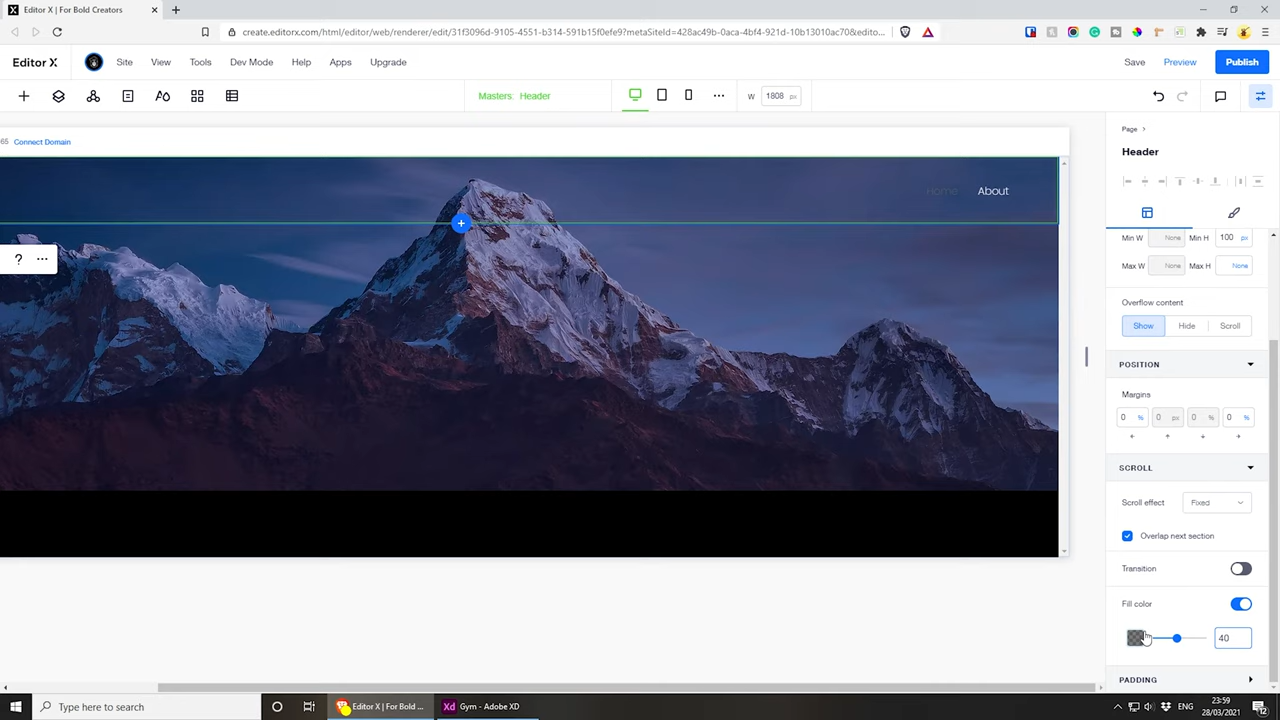 Editor X | For Bold Creators
create.editorx.com/html/editor/web/renderer/edit/31f3096d-9105-4551-b314-591b15f0efe9?metaSiteId=428ac49b-0aca-4bf4-921d-10b13010ac70&edito...
Editor X
Site View Tools Dev Mode Help Apps Upgrade
Save Preview Publish
Masters: Header
W 1808 px
Page >
Header
65 Connect Domain
Home About
Min W None Min H 100 px
Max W None Max H None
? ...
Overflow content
Show Hide Scroll
POSITION
Margins
0 % 0 px 0 % 0 %
SCROLL
Scroll effect Fixed
Overlap next section
Transition
Fill color
40
PADDING
Type here to search
Editor X | For Bold ...
Xd Gym - Adobe XD
ENG
23:59
28/03/2021
12